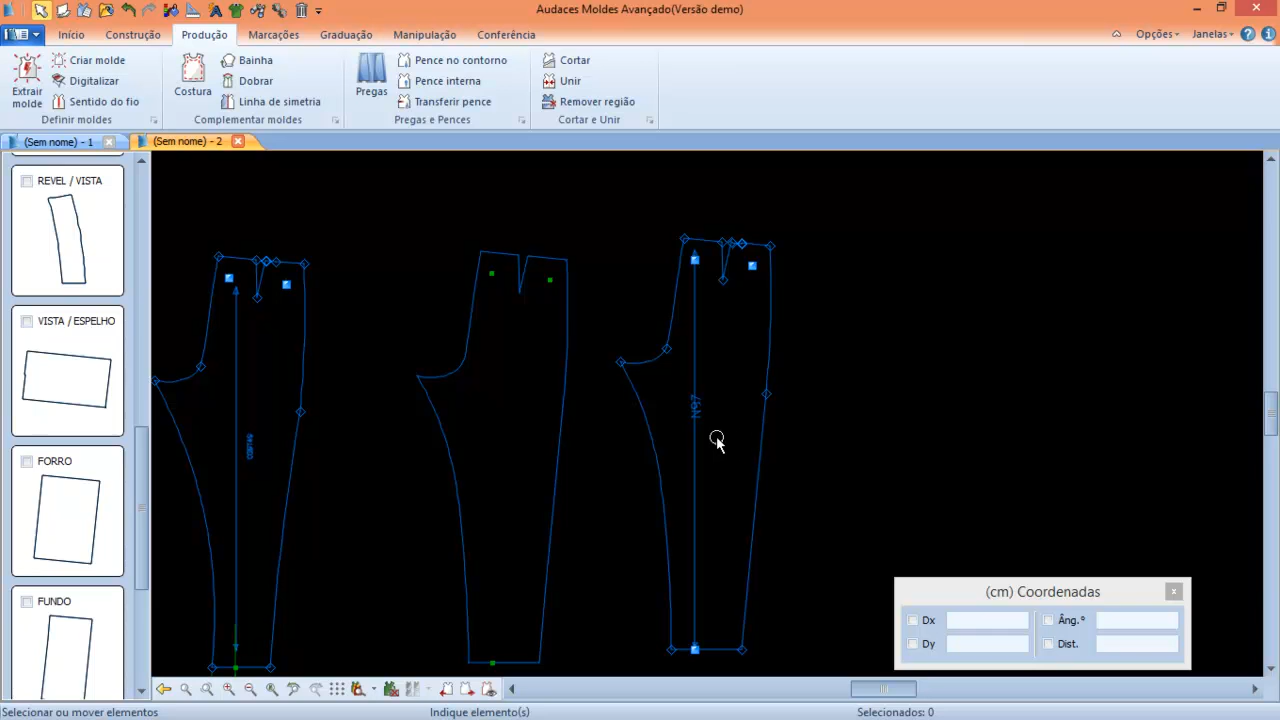 Audaces Moldes Avançado(Versão demo)
Início Construção Produção Marcações Graduação Manipulação Conferência Opções Janelas
Extrair molde
Criar molde
Digitalizar
Sentido do fio
Definir moldes
Costura
Bainha
Dobrar
Linha de simetria
Complementar moldes
Pregas
Pence no contorno
Pence interna
Transferir pence
Pregas e Pences
Cortar
Unir
Remover região
Cortar e Unir
(Sem nome) - 1 (Sem nome) - 2
REVEL / VISTA
VISTA / ESPELHO
FORRO
FUNDO
(cm) Coordenadas
Dx Âng.º
Dy Dist.
Selecionar ou mover elementos Indique elemento(s) Selecionados: 0